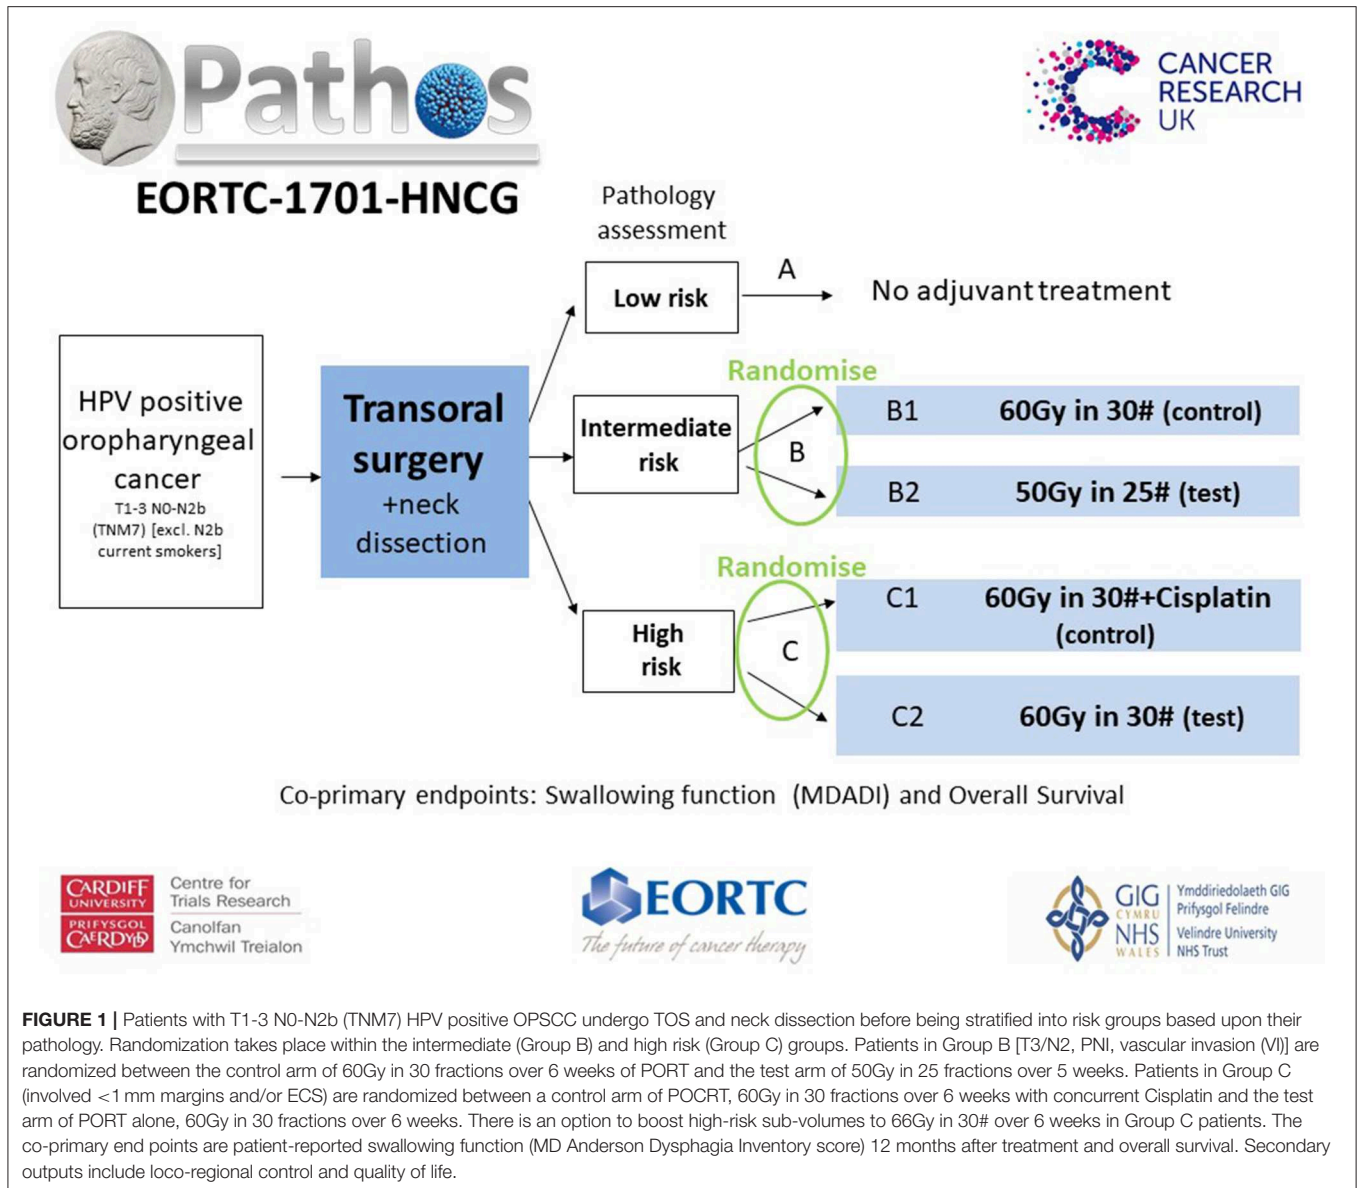 Pathos
CANCER
RESEARCH
UK
EORTC-1701-HNCG
Pathology
assessment
Low risk
A
No adjuvant treatment
HPV positive
oropharyngeal
cancer
T1-3 N0-N2b
(TNM7) [excl. N2b
current smokers]
Transoral
surgery
+neck
dissection
Randomise
Intermediate
risk
B
B1 60Gy in 30# (control)
B2 50Gy in 25# (test)
Randomise
High
risk
C
C1 60Gy in 30#+Cisplatin
(control)
C2 60Gy in 30# (test)
Co-primary endpoints: Swallowing function (MDADI) and Overall Survival
CARDIFF
UNIVERSITY
PRIFYSGOL
CAERDYDD
Centre for
Trials Research
Canolfan
Ymchwil Treialon
EORTC
The future of cancer therapy
GIG
CYMRU
NHS
WALES
Ymddiriedolaeth GIG
Prifysgol Felindre
Velindre University
NHS Trust
FIGURE 1 | Patients with T1-3 N0-N2b (TNM7) HPV positive OPSCC undergo TOS and neck dissection before being stratified into risk groups based upon their
pathology. Randomization takes place within the intermediate (Group B) and high risk (Group C) groups. Patients in Group B [T3/N2, PNI, vascular invasion (VI)] are
randomized between the control arm of 60Gy in 30 fractions over 6 weeks of PORT and the test arm of 50Gy in 25 fractions over 5 weeks. Patients in Group C
(involved <1 mm margins and/or ECS) are randomized between a control arm of POCRT, 60Gy in 30 fractions over 6 weeks with concurrent Cisplatin and the test
arm of PORT alone, 60Gy in 30 fractions over 6 weeks. There is an option to boost high-risk sub-volumes to 66Gy in 30# over 6 weeks in Group C patients. The
co-primary end points are patient-reported swallowing function (MD Anderson Dysphagia Inventory score) 12 months after treatment and overall survival. Secondary
outputs include loco-regional control and quality of life.